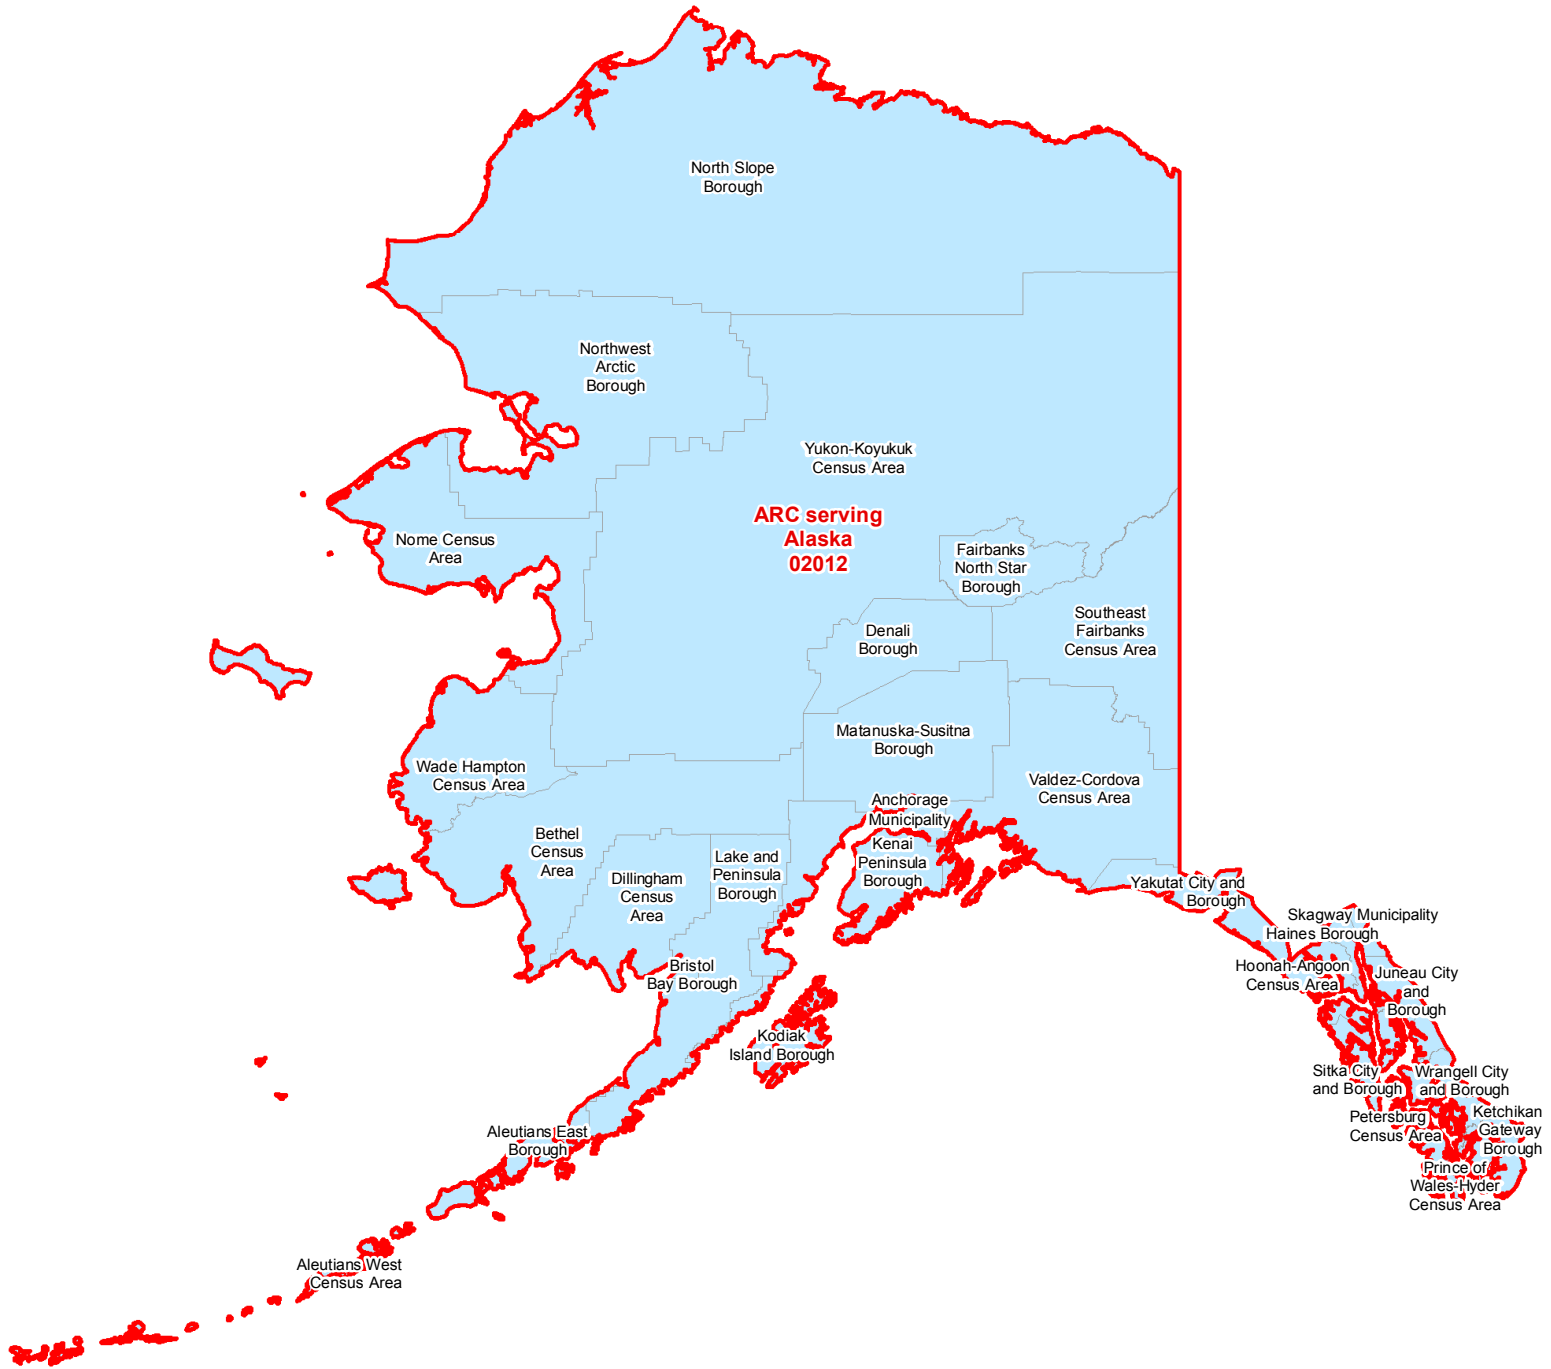 North Slope
Borough
Northwest
Arctic
Borough
Yukon-Koyukuk
Census Area
ARC serving
Alaska
02012
Nome Census
Area
Fairbanks
North Star
Borough
Southeast
Fairbanks
Census Area
Denali
Borough
Matanuska-Susitna
Borough
Wade Hampton
Census Area
Valdez-Cordova
Census Area
Anchorage
Municipality
Bethel
Census
Area
Kenai
Peninsula
Borough
Lake and
Peninsula
Borough
Dillingham
Census
Area
Yakutat City and
Borough
Skagway Municipality
Haines Borough
Hoonah-Angoon
Census Area
Juneau City
and
Borough
Bristol
Bay Borough
Kodiak
Island Borough
Sitka City
and Borough
Wrangell City
and Borough
Petersburg
Census Area
Ketchikan
Gateway
Borough
Prince of
Wales-Hyder
Census Area
Aleutians East
Borough
Aleutians West
Census Area